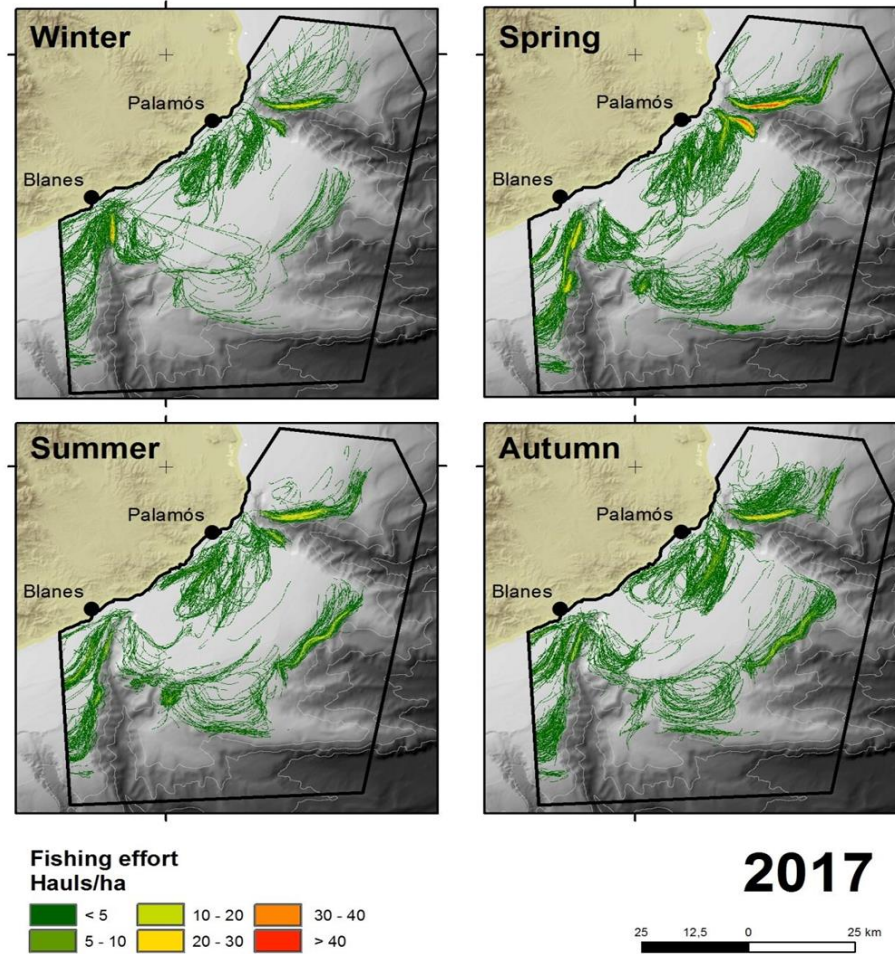 Winter
Palamós
Blanes
Spring
Palamós
Blanes
Summer
Palamós
Blanes
Autumn
Palamós
Blanes
Fishing effort
Hauls/ha
< 5
10 - 20
30 - 40
5 - 10
20 - 30
> 40
2017
25 12,5 0 25 km